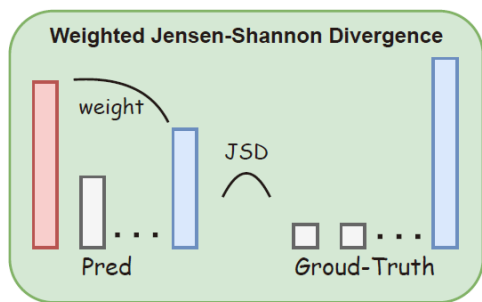 Weighted Jensen-Shannon Divergence
weight
JSD
...
...
Pred
Groud-Truth